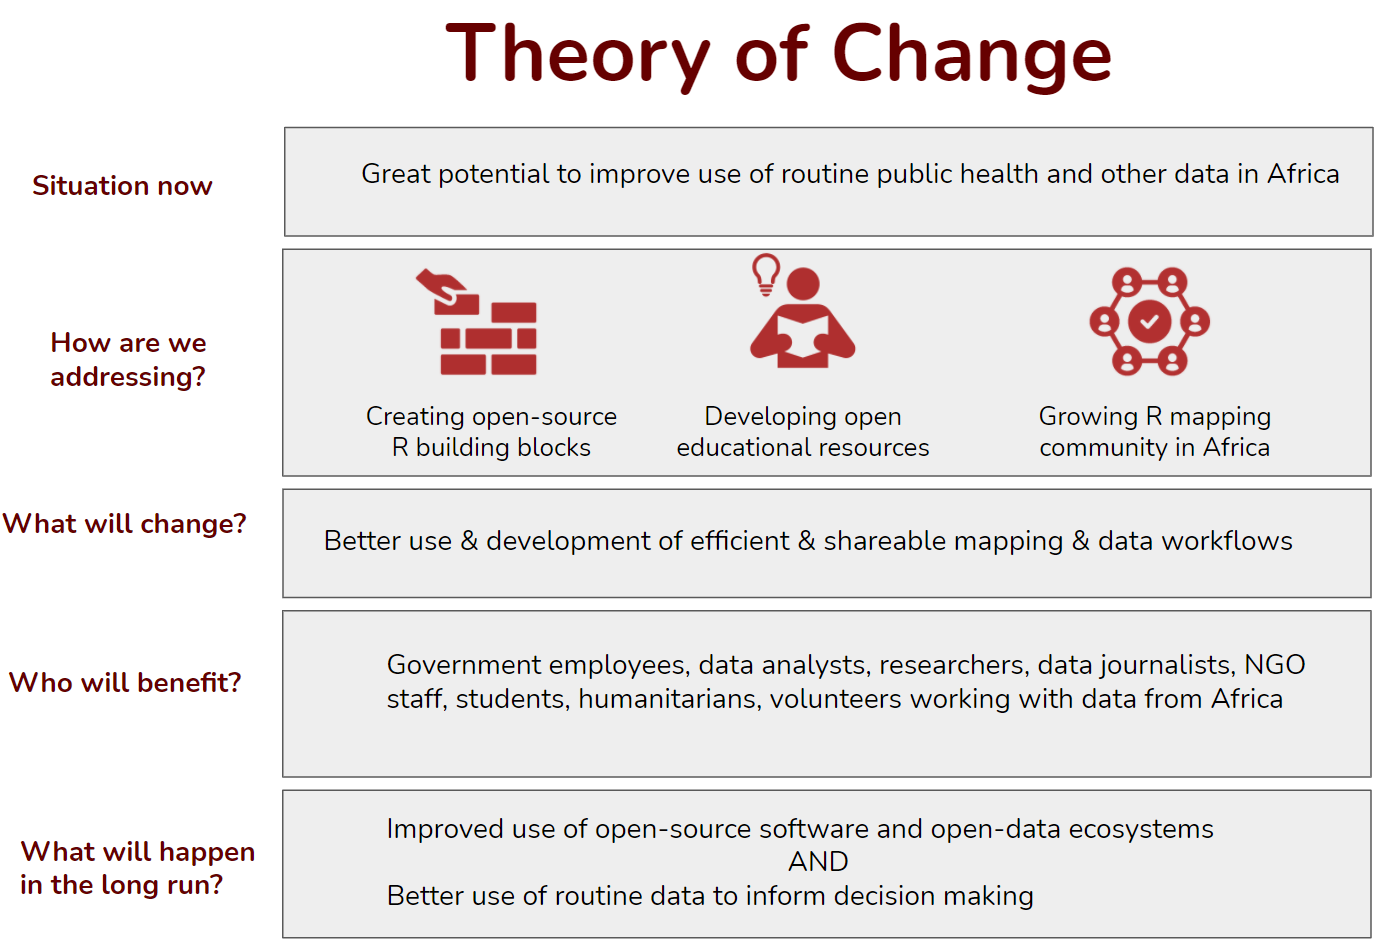 Theory of Change
Situation now
Great potential to improve use of routine public health and other data in Africa
How are we
addressing?
Creating open-source
R building blocks
Developing open
educational resources
Growing R mapping
community in Africa
What will change?
Better use & development of efficient & shareable mapping & data workflows
Who will benefit?
Government employees, data analysts, researchers, data journalists, NGO
staff, students, humanitarians, volunteers working with data from Africa
What will happen
in the long run?
Improved use of open-source software and open-data ecosystems
AND
Better use of routine data to inform decision making